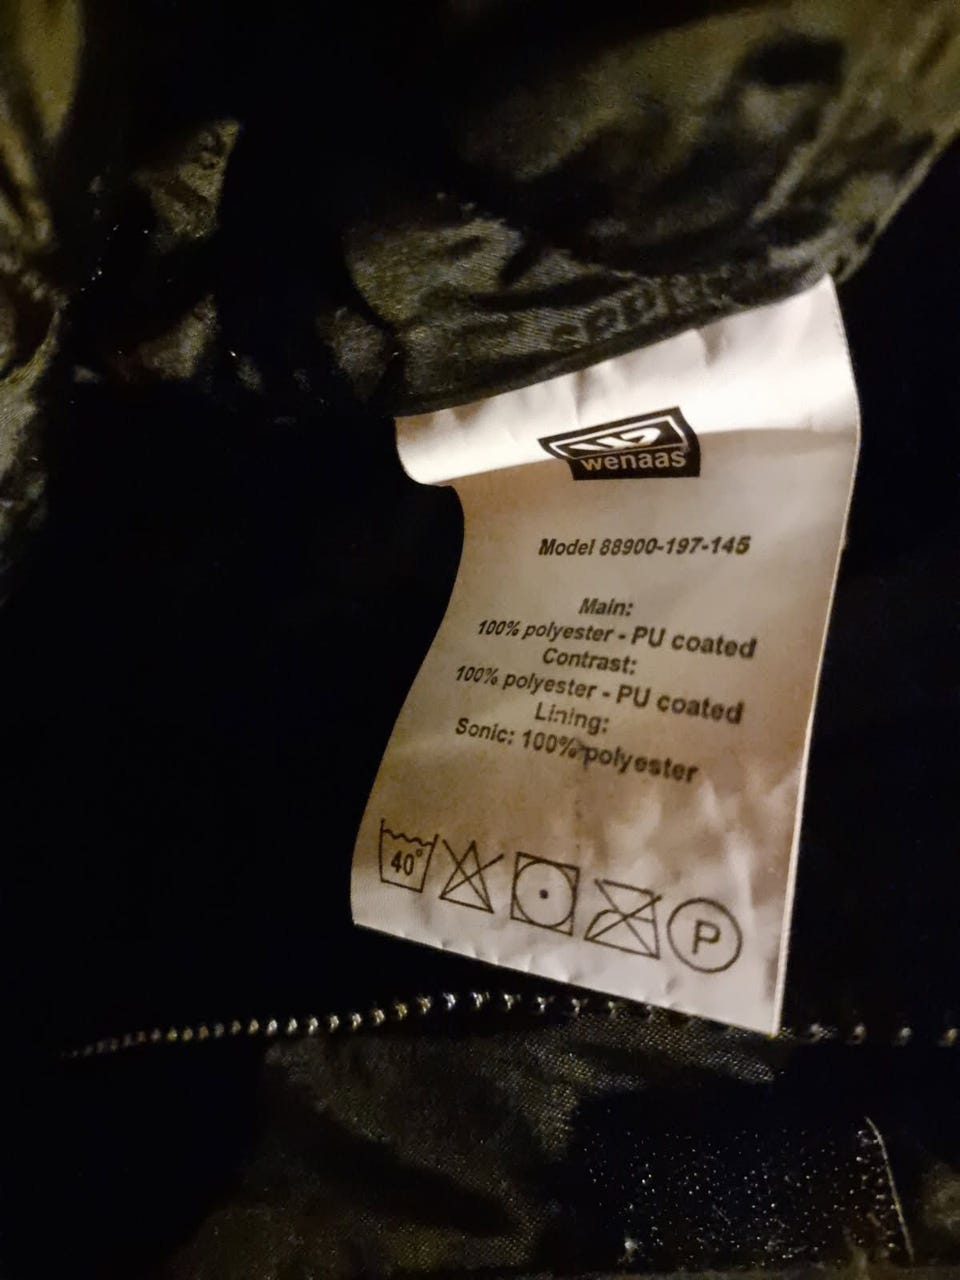 wenaas
Model 88900-197-145
Main:
100% polyester - PU coated
Contrast:
100% polyester - PU coated
Lining:
Sonic: 100% polyester
40°
P